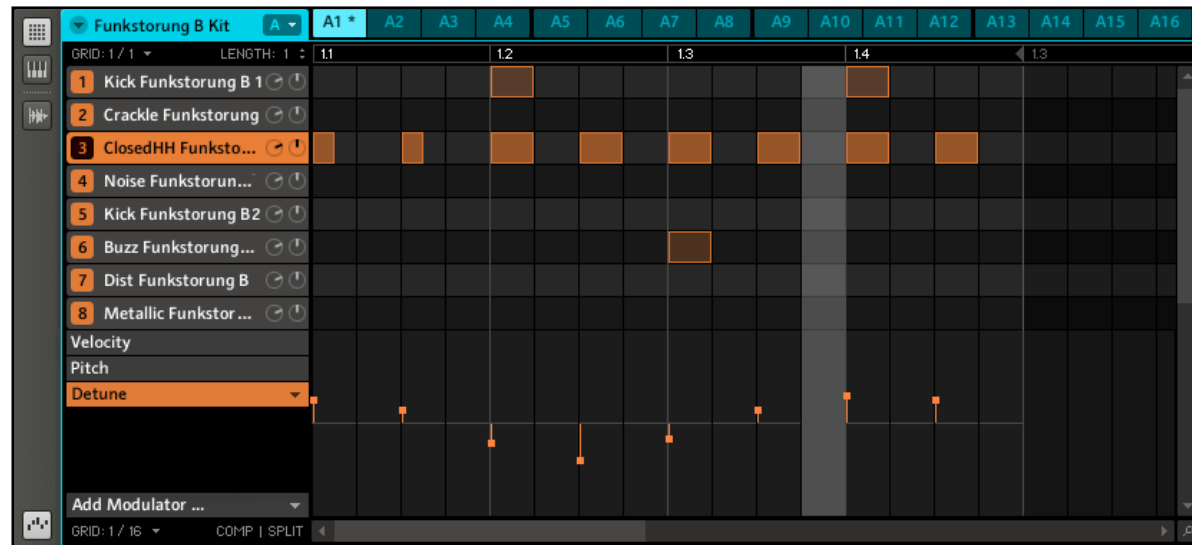 Funkstorung B Kit A A1 * A2 A3 A4 A5 A6 A7 A8 A9 A10 A11 A12 A13 A14 A15 A16
GRID: 1 / 1 LENGTH: 1 1.1 1.2 1.3 1.4 1.3
1 Kick Funkstorung B 1
2 Crackle Funkstorung
3 ClosedHH Funksto...
4 Noise Funkstorun...
5 Kick Funkstorung B2
6 Buzz Funkstorung...
7 Dist Funkstorung B
8 Metallic Funkstor...
Velocity
Pitch
Detune
Add Modulator ...
GRID: 1 / 16 COMP | SPLIT